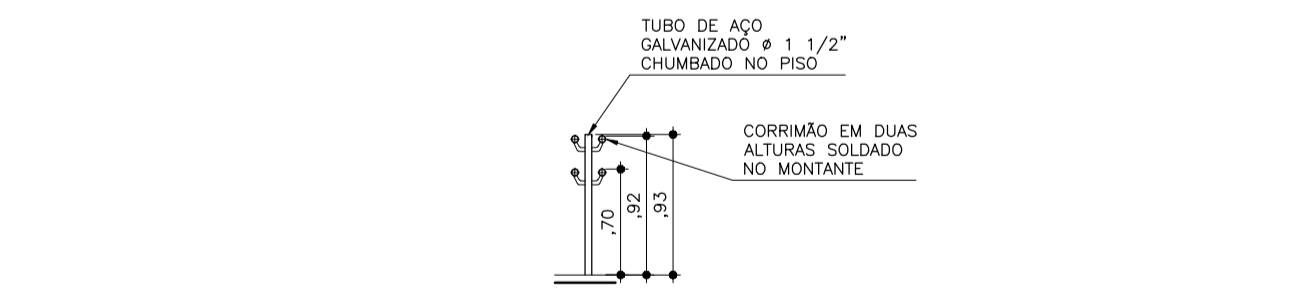 TUBO DE AÇO
GALVANIZADO ø 1 1/2"
CHUMBADO NO PISO
CORRIMÃO EM DUAS
ALTURAS SOLDADO
NO MONTANTE
,70
,92
,93